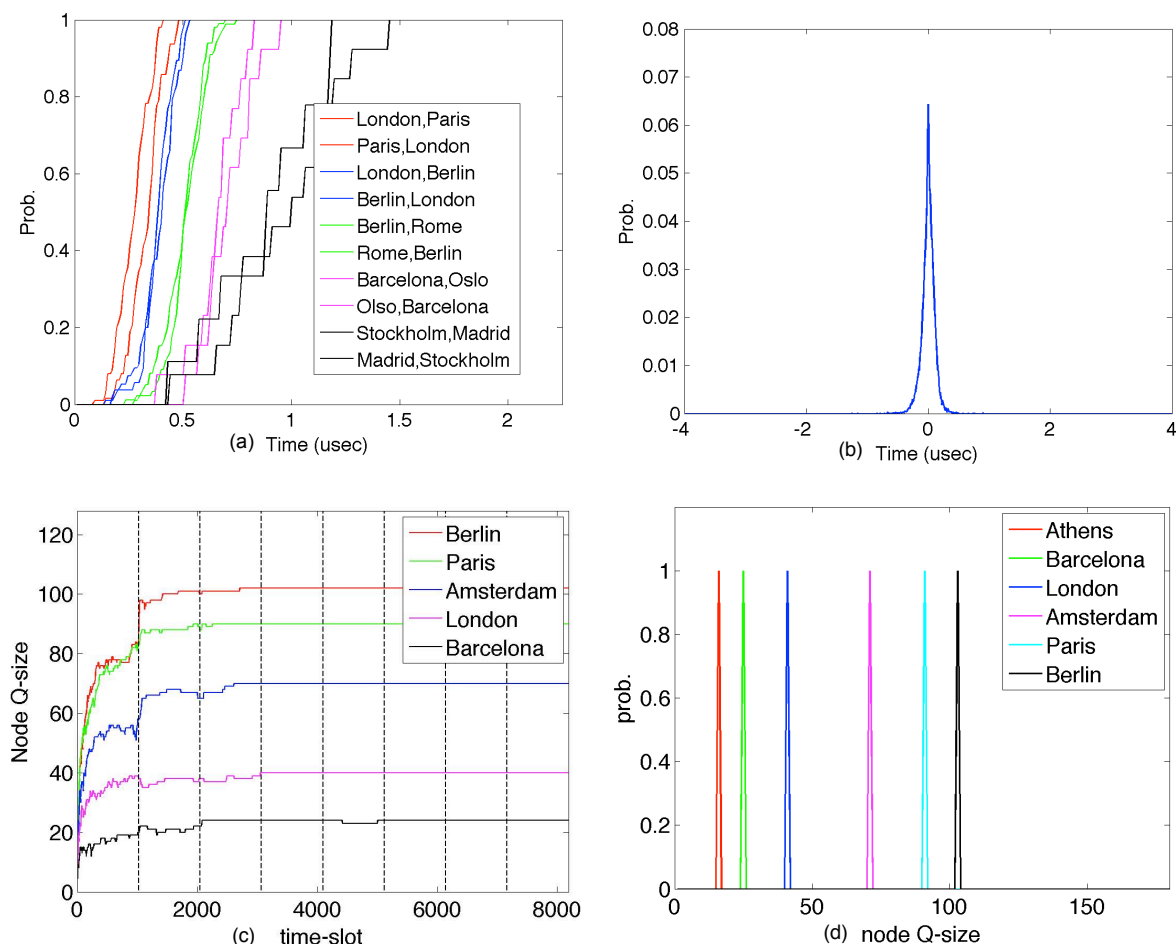 1
0.8
0.6
0.4
0.2
0
Prob.
London,Paris
Paris,London
London,Berlin
Berlin,London
Berlin,Rome
Rome,Berlin
Barcelona,Oslo
Olso,Barcelona
Stockholm,Madrid
Madrid,Stockholm
0 0.5 1 1.5 2
(a) Time (usec)
0.08
0.07
0.06
0.05
0.04
0.03
0.02
0.01
0
Prob.
-4 -2 0 2 4
Time (usec) (b)
120
100
80
60
40
20
0
Node Q-size
Berlin
Paris
Amsterdam
London
Barcelona
0 2000 4000 6000 8000
(c) time-slot
1
0.8
0.6
0.4
0.2
0
prob.
Athens
Barcelona
London
Amsterdam
Paris
Berlin
0 50 100 150
node Q-size (d)